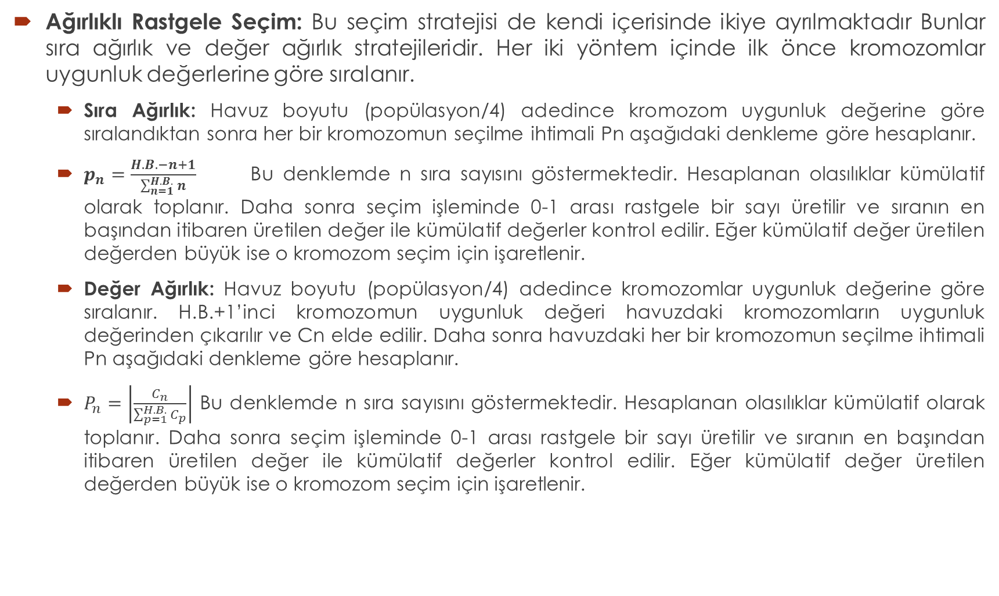 Ağırlıklı Rastgele Seçim: Bu seçim stratejisi de kendi içerisinde ikiye ayrılmaktadır Bunlar
sıra ağırlık ve değer ağırlık stratejileridir. Her iki yöntem içinde ilk önce kromozomlar
uygunluk değerlerine göre sıralanır.
Sıra Ağırlık: Havuz boyutu (popülasyon/4) adedince kromozom uygunluk değerine göre
sıralandıktan sonra her bir kromozomun seçilme ihtimali Pn aşağıdaki denkleme göre hesaplanır.
$p_n = \frac{H.B.-n+1}{\sum_{n=1}^{H.B.} n}$ Bu denklemde n sıra sayısını göstermektedir. Hesaplanan olasılıklar kümülatif
olarak toplanır. Daha sonra seçim işleminde 0-1 arası rastgele bir sayı üretilir ve sıranın en
başından itibaren üretilen değer ile kümülatif değerler kontrol edilir. Eğer kümülatif değer üretilen
değerden büyük ise o kromozom seçim için işaretlenir.
Değer Ağırlık: Havuz boyutu (popülasyon/4) adedince kromozomlar uygunluk değerine göre
sıralanır. H.B.+1’inci kromozomun uygunluk değeri havuzdaki kromozomların uygunluk
değerinden çıkarılır ve Cn elde edilir. Daha sonra havuzdaki her bir kromozomun seçilme ihtimali
Pn aşağıdaki denkleme göre hesaplanır.
$P_n = \left|\frac{C_n}{\sum_{p=1}^{H.B.} C_p}\right|$ Bu denklemde n sıra sayısını göstermektedir. Hesaplanan olasılıklar kümülatif olarak
toplanır. Daha sonra seçim işleminde 0-1 arası rastgele bir sayı üretilir ve sıranın en başından
itibaren üretilen değer ile kümülatif değerler kontrol edilir. Eğer kümülatif değer üretilen
değerden büyük ise o kromozom seçim için işaretlenir.